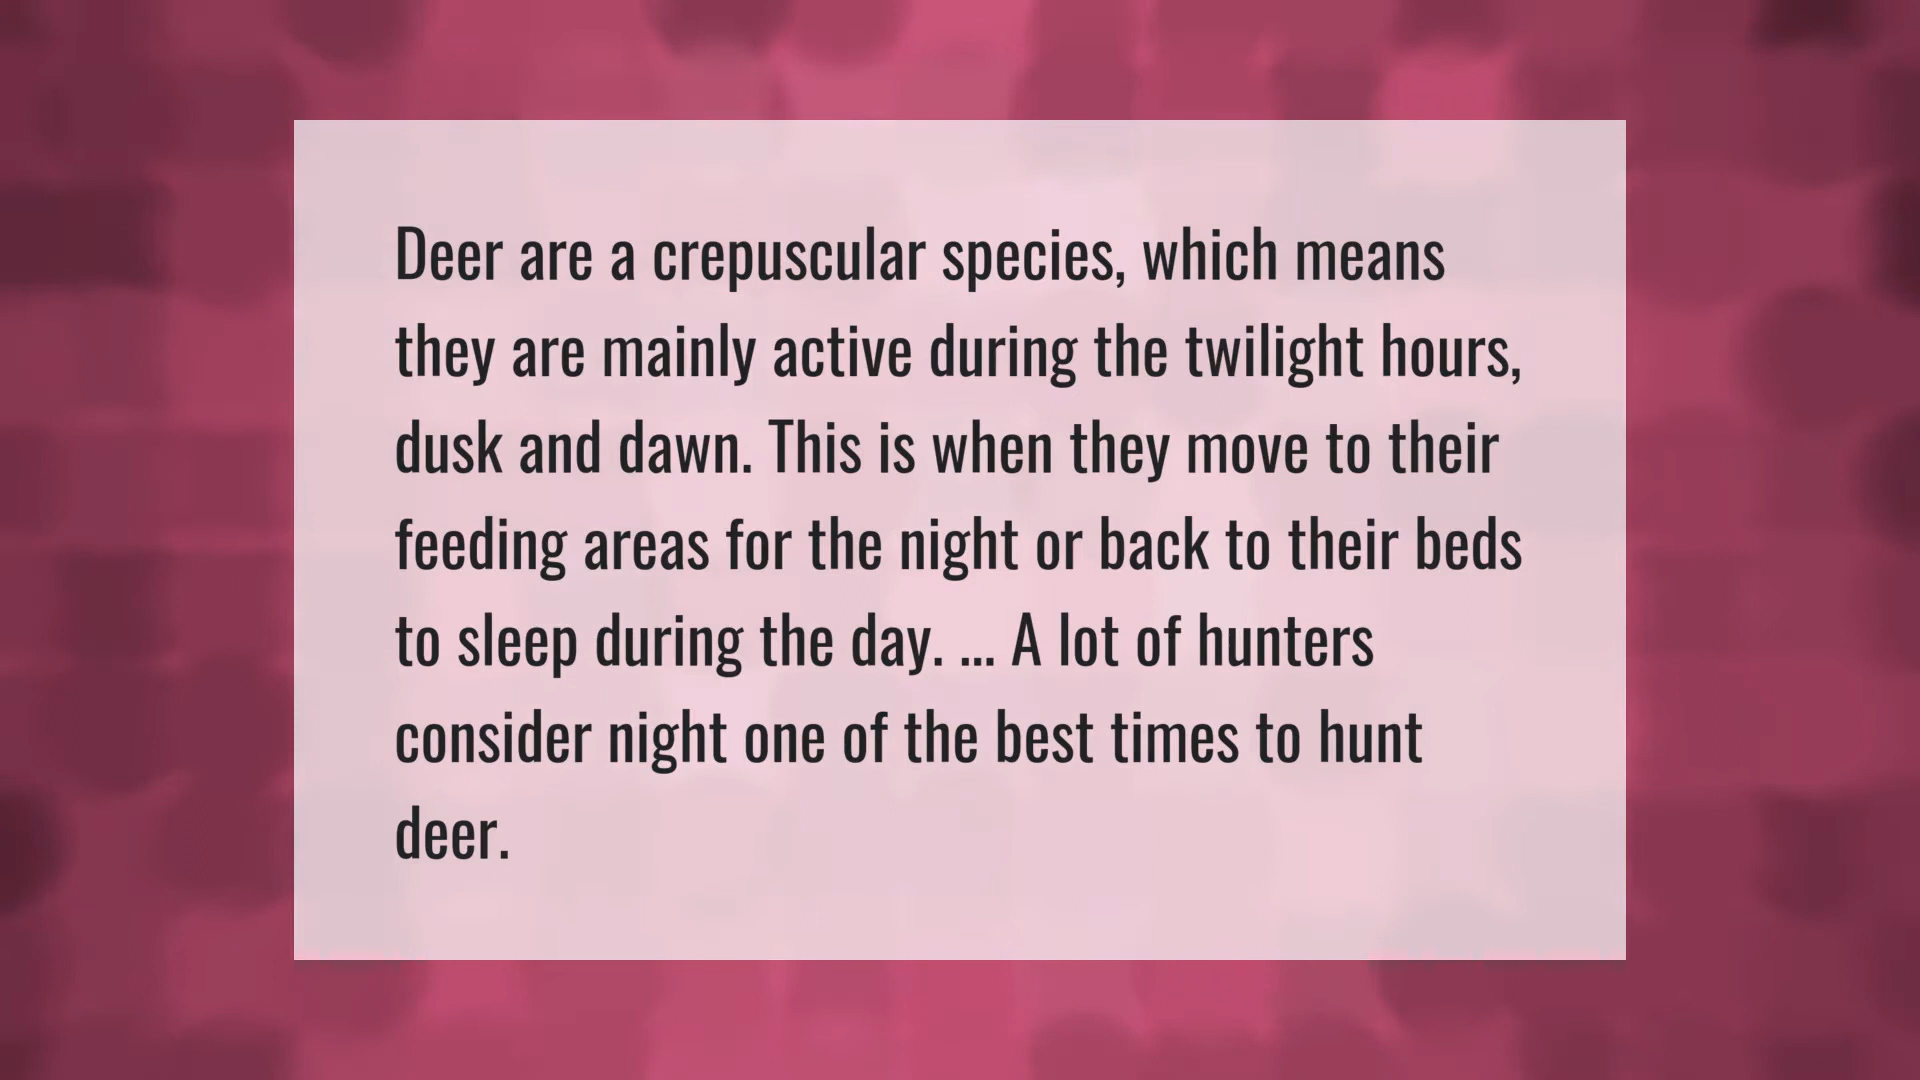 Deer are a crepuscular species, which means
they are mainly active during the twilight hours,
dusk and dawn. This is when they move to their
feeding areas for the night or back to their beds
to sleep during the day. ... A lot of hunters
consider night one of the best times to hunt
deer.